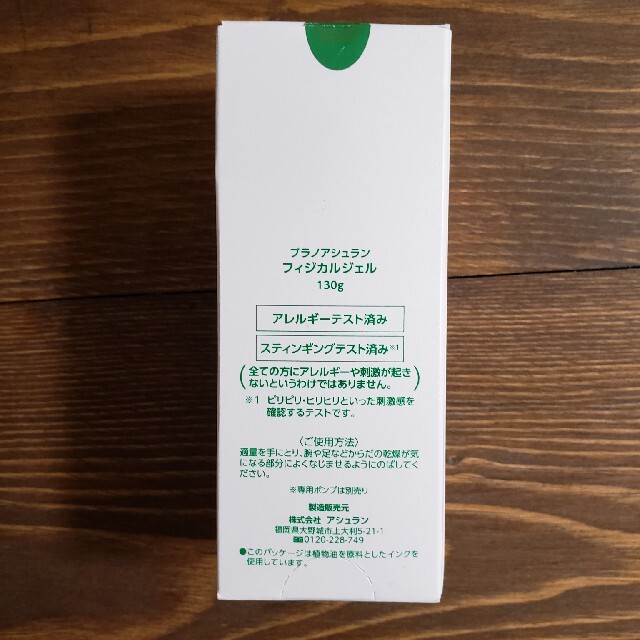 プラノアシュラン
フィジカルジェル
130g
アレルギーテスト済み
スティンギングテスト済み※1
(全ての方にアレルギーや刺激が起き
ないというわけではありません。)
※1 ピリピリ・ヒリヒリといった刺激感を
確認するテストです。
〈ご使用方法〉
適量を手にとり、腕や足などからだの乾燥が気
になる部分によくなじませるようにのばしてく
ださい。
※専用ポンプは別売り
製造販売元
株式会社 アシュラン
福岡県大野城市上大利5-21-1
0120-228-749
●このパッケージは植物油を原料としたインクを
使用しています。